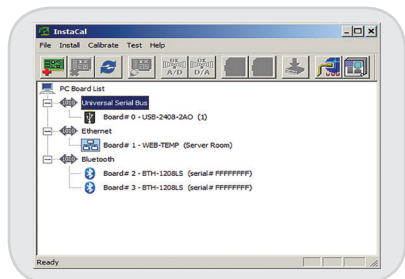 InstaCal
File Install Calibrate Test Help
A/D D/A
PC Board List
Universal Serial Bus
Board# 0 - USB-2408-2AO (1)
Ethernet
Board# 1 - WEB-TEMP (Server Room)
Bluetooth
Board# 2 - BTH-1208LS (serial# FFFFFFFF)
Board# 3 - BTH-1208LS (serial# FFFFFFFF)
Ready